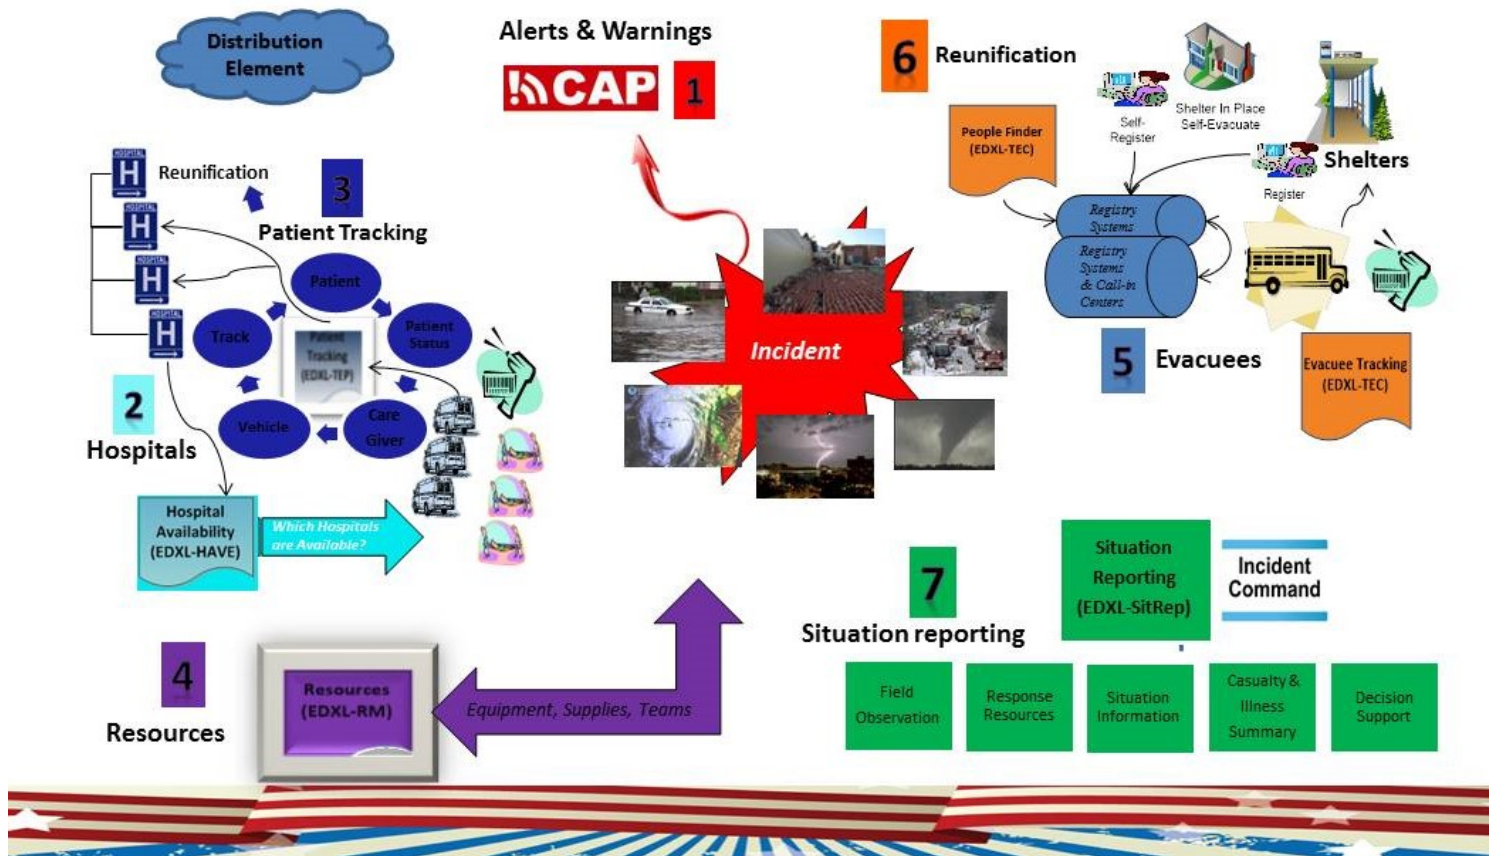 Distribution
Element
Alerts & Warnings
CAP
1
6
Reunification
People Finder
(EDXL-TEC)
Self-
Register
Shelter In Place
Self-Evacuate
Shelters
Register
Registry
Systems
Registry
Systems
& Call-in
Centers
5
Evacuees
Evacuee Tracking
(EDXL-TEC)
HOSPITAL
H
HOSPITAL
H
HOSPITAL
H
HOSPITAL
H
Reunification
3
Patient Tracking
Patient
Patient
Status
Care
Giver
Vehicle
Track
Patient
Tracking
(EDXL-TEP)
2
Hospitals
Hospital
Availability
(EDXL-HAVE)
Which Hospitals
are Available?
Incident
4
Resources
Resources
(EDXL-RM)
Equipment, Supplies, Teams
7
Situation reporting
Situation
Reporting
(EDXL-SitRep)
Incident
Command
Field
Observation
Response
Resources
Situation
Information
Casualty &
Illness
Summary
Decision
Support